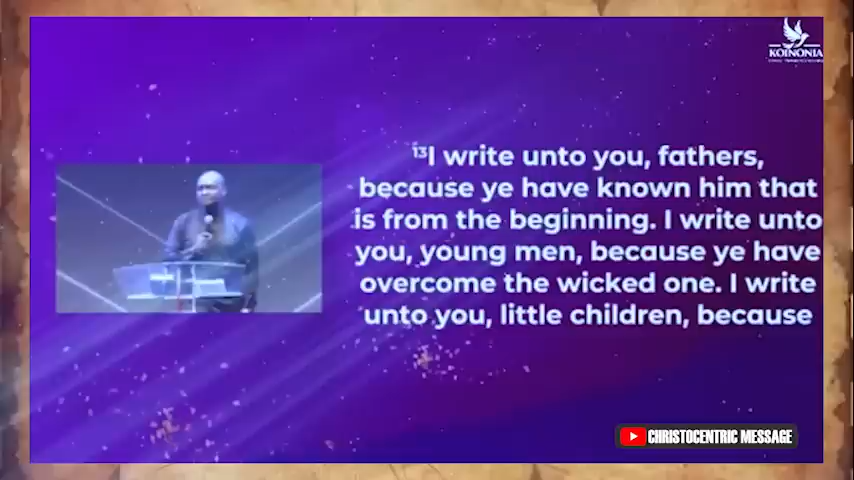 KOINONIA
¹³I write unto you, fathers,
because ye have known him that
is from the beginning. I write unto
you, young men, because ye have
overcome the wicked one. I write
unto you, little children, because
CHRISTOCENTRIC MESSAGE